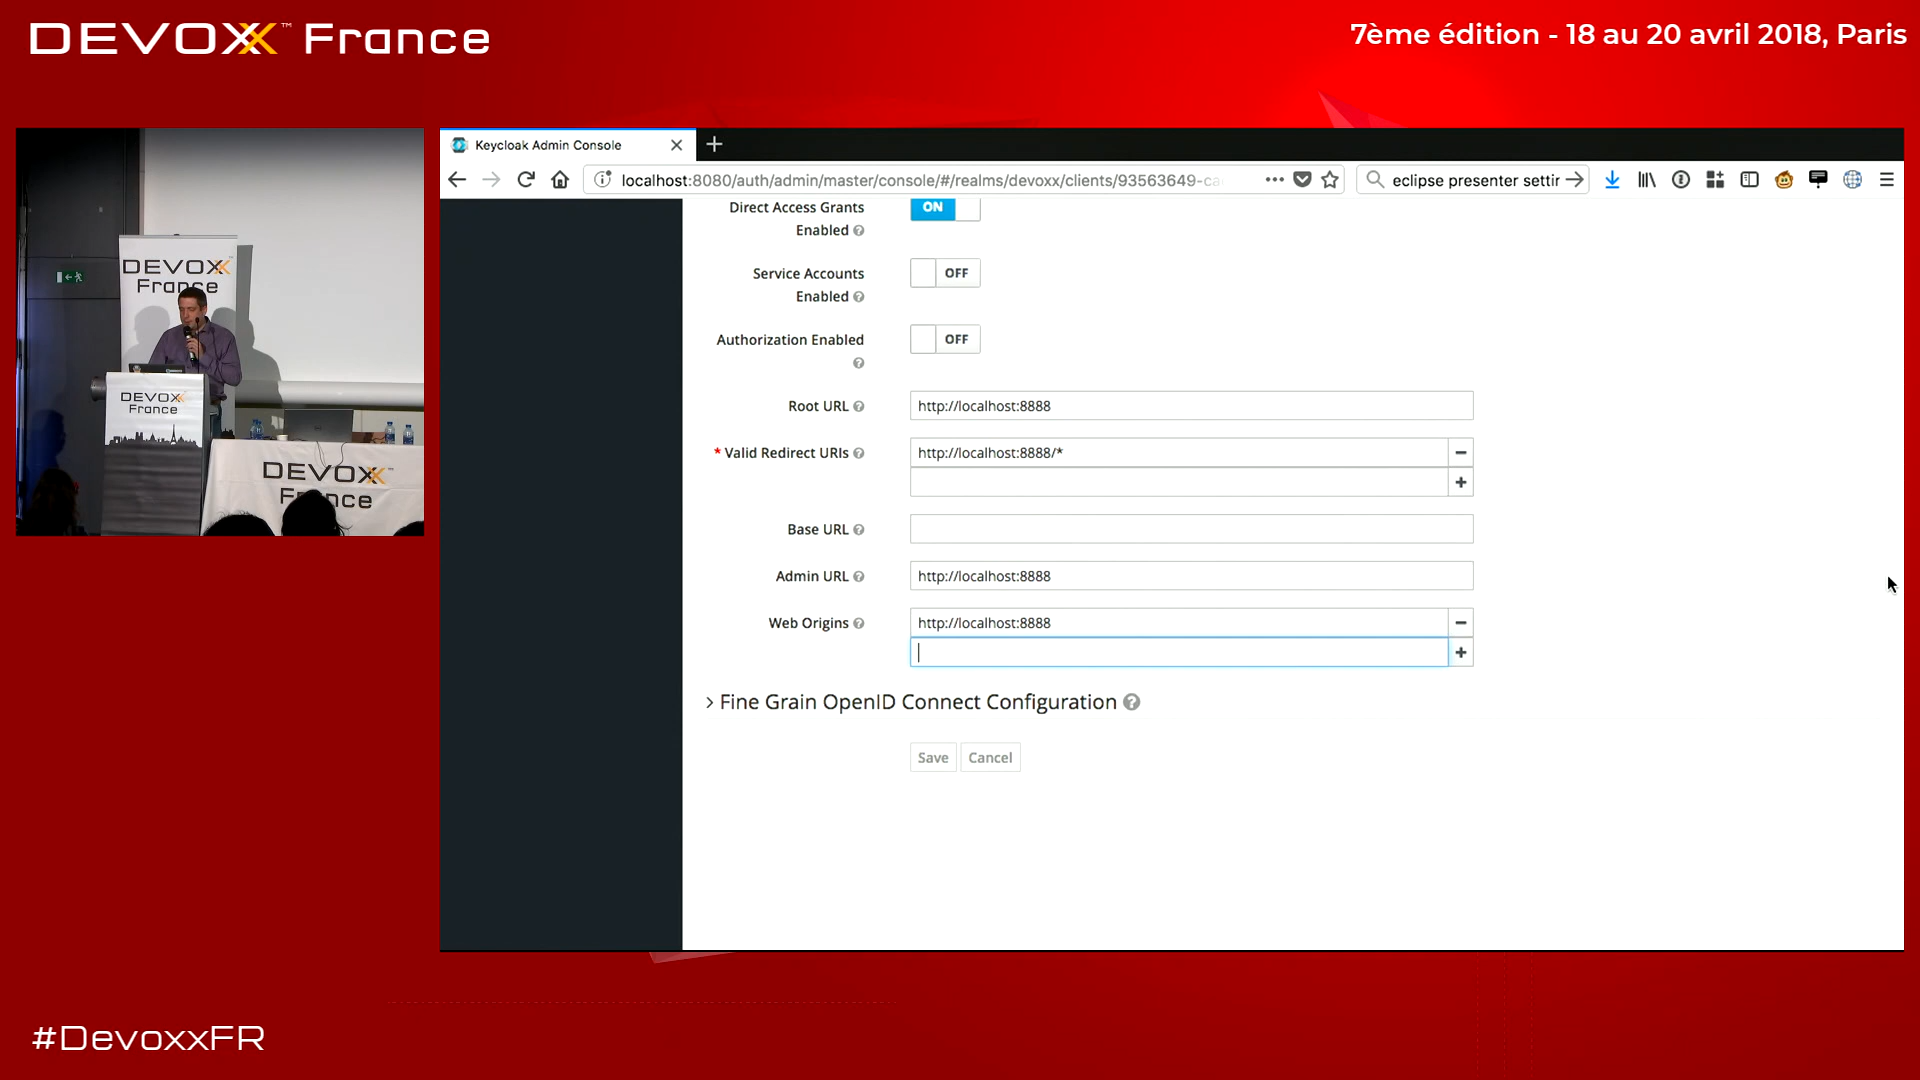 DEVOXX™ France
7ème édition - 18 au 20 avril 2018, Paris
DEVOXX
France
DEVOXX
France
DEVOXX™
France
Keycloak Admin Console
localhost:8080/auth/admin/master/console/#/realms/devoxx/clients/93563649-ca
eclipse presenter settir
Direct Access Grants
Enabled
ON
Service Accounts
Enabled
OFF
Authorization Enabled
OFF
Root URL
http://localhost:8888
* Valid Redirect URIs
http://localhost:8888/*
Base URL
Admin URL
http://localhost:8888
Web Origins
http://localhost:8888
Fine Grain OpenID Connect Configuration
Save Cancel
#DevoxxFR